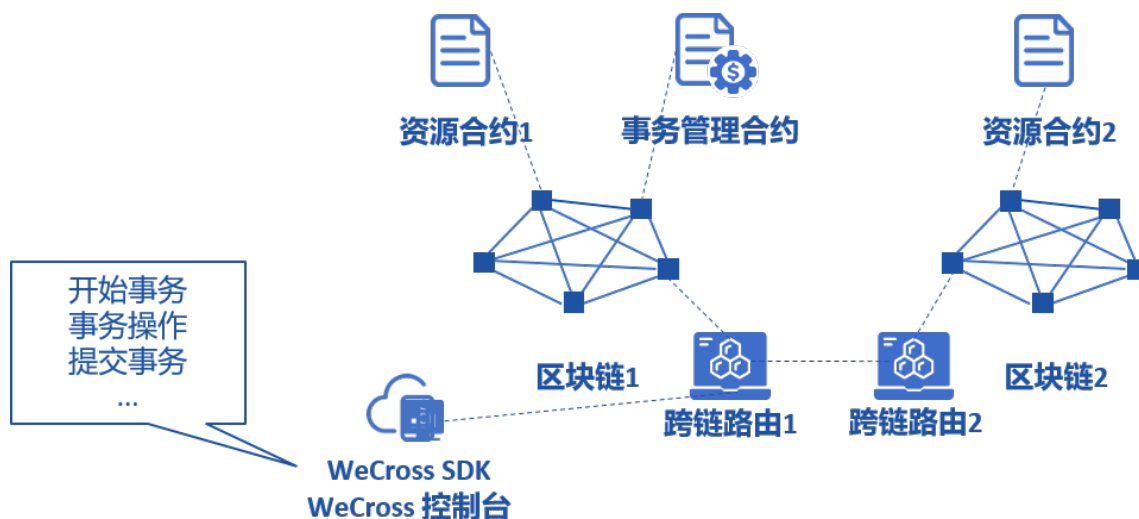 资源合约1
事务管理合约
资源合约2
开始事务
事务操作
提交事务
...
区块链1
区块链2
跨链路由1
跨链路由2
WeCross SDK
WeCross 控制台
$